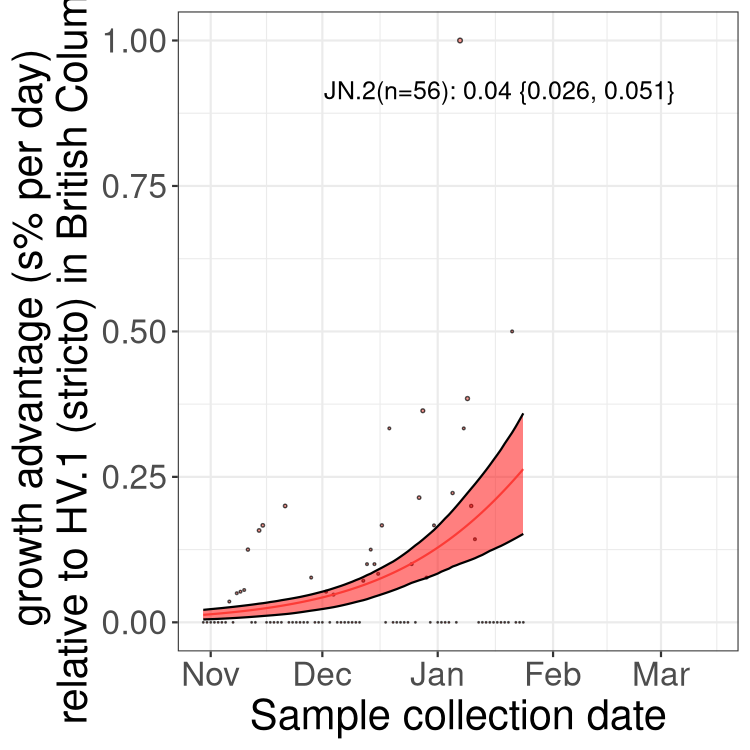 growth advantage (s% per day)
relative to HV.1 (stricto) in British Colum
1.00
JN.2(n=56): 0.04 {0.026, 0.051}
0.75
0.50
0.25
0.00
Nov Dec Jan Feb Mar
Sample collection date